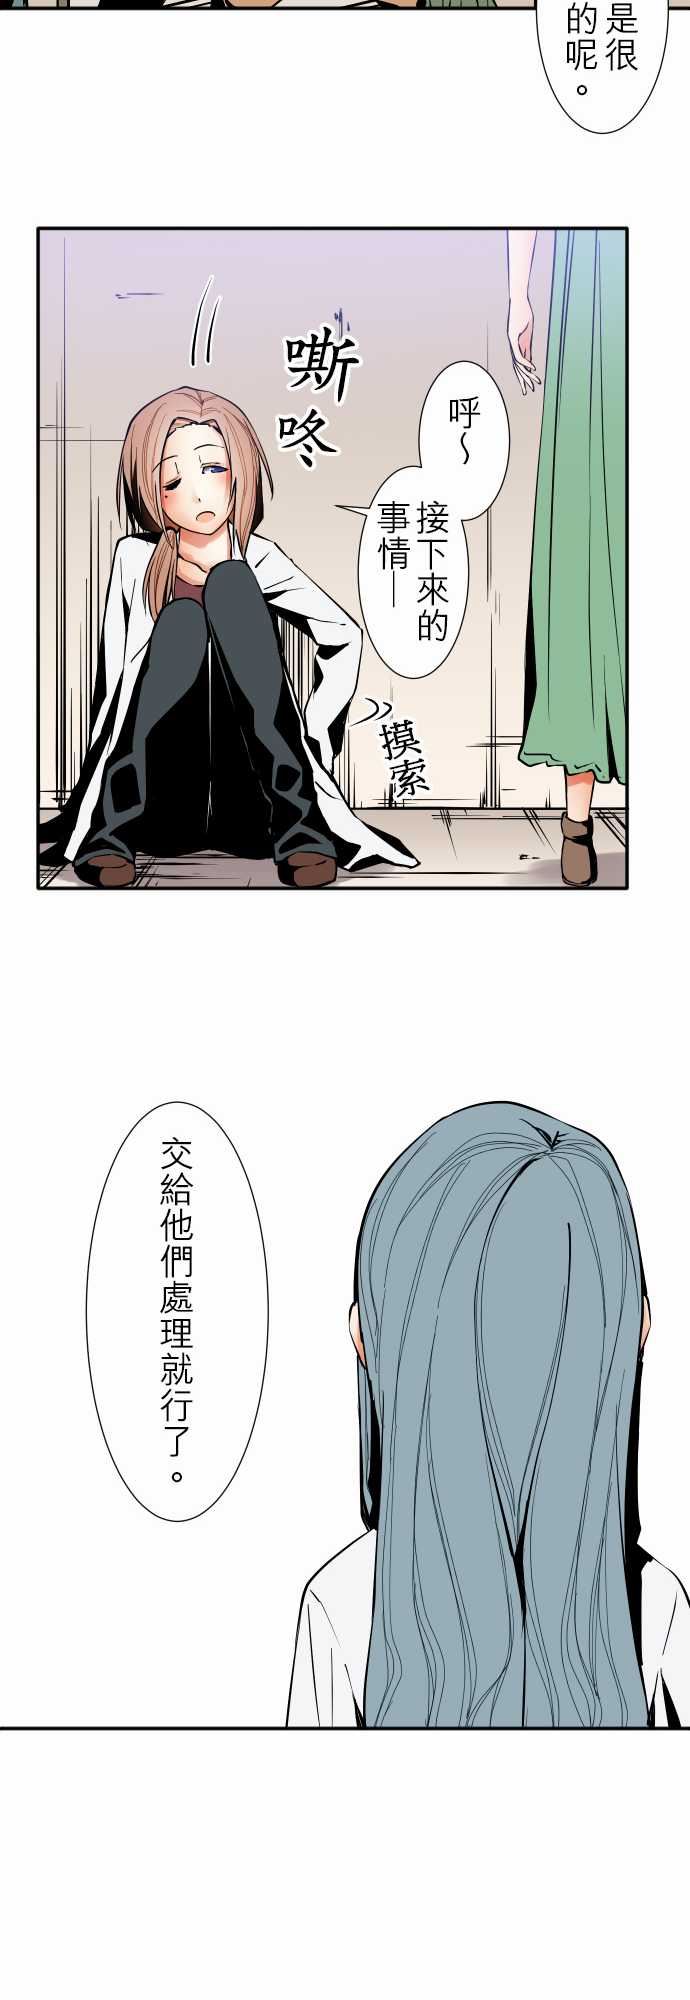 是很
的呢。
嘶
咚
呼～
接下來的
事情—
摸索
交給他們處理就行了。